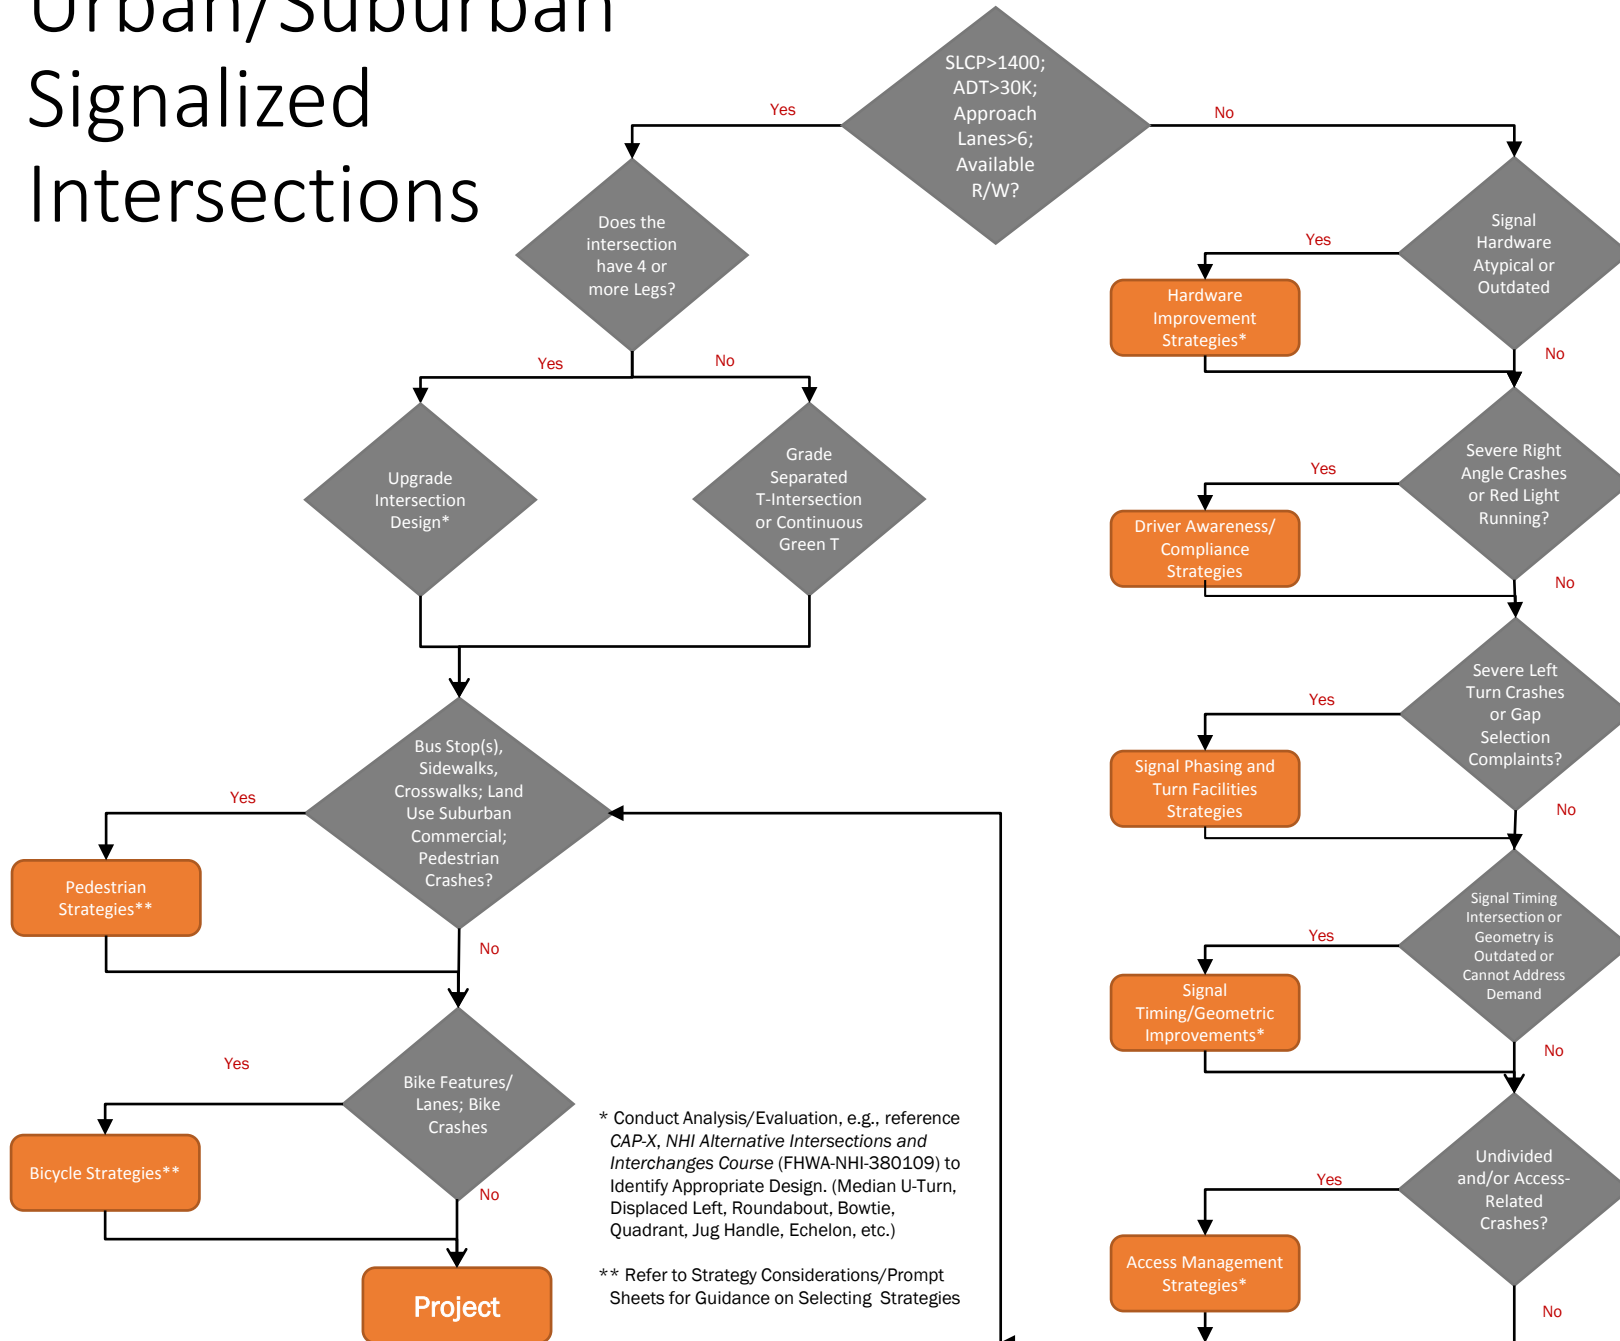 Urban/Suburban
Signalized
Intersections
SLCP>1400;
ADT>30K;
Approach
Lanes>6;
Available
R/W?
Yes
No
Does the
intersection
have 4 or
more Legs?
Yes
No
Upgrade
Intersection
Design*
Grade
Separated
T-Intersection
or Continuous
Green T
Bus Stop(s),
Sidewalks,
Crosswalks; Land
Use Suburban
Commercial;
Pedestrian
Crashes?
Yes
Pedestrian
Strategies**
No
Bike Features/
Lanes; Bike
Crashes
Yes
Bicycle Strategies**
No
Project
* Conduct Analysis/Evaluation, e.g., reference
CAP-X, NHI Alternative Intersections and
Interchanges Course (FHWA-NHI-380109) to
Identify Appropriate Design. (Median U-Turn,
Displaced Left, Roundabout, Bowtie,
Quadrant, Jug Handle, Echelon, etc.)
** Refer to Strategy Considerations/Prompt
Sheets for Guidance on Selecting Strategies
Signal
Hardware
Atypical or
Outdated
Yes
Hardware
Improvement
Strategies*
No
Severe Right
Angle Crashes
or Red Light
Running?
Yes
Driver Awareness/
Compliance
Strategies
No
Severe Left
Turn Crashes
or Gap
Selection
Complaints?
Yes
Signal Phasing and
Turn Facilities
Strategies
No
Signal Timing
Intersection or
Geometry is
Outdated or
Cannot Address
Demand
Yes
Signal
Timing/Geometric
Improvements*
No
Undivided
and/or Access-
Related
Crashes?
Yes
Access Management
Strategies*
No